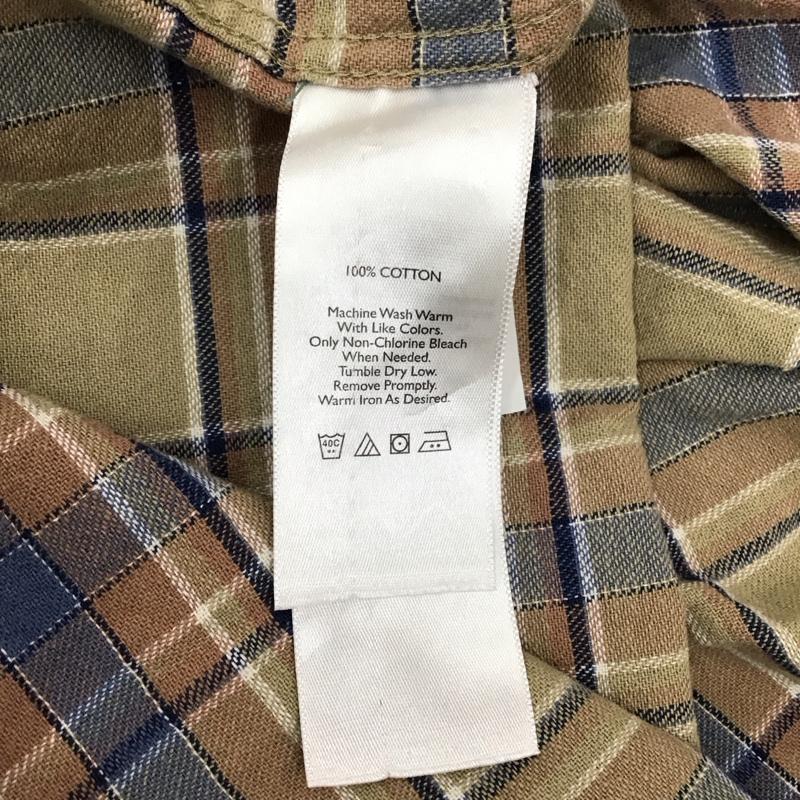 100% COTTON
Machine Wash Warm
With Like Colors.
Only Non-Chlorine Bleach
When Needed.
Tumble Dry Low.
Remove Promptly.
Warm Iron As Desired.
40C